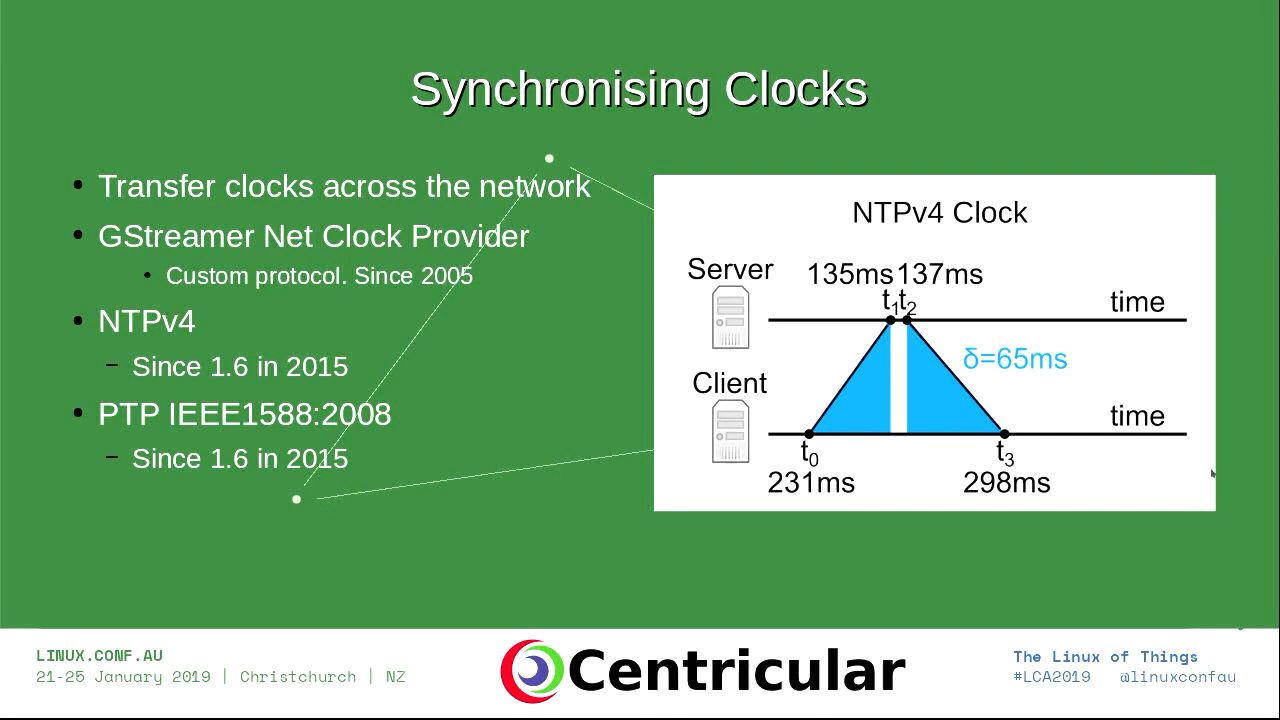 Synchronising Clocks
• Transfer clocks across the network
• GStreamer Net Clock Provider
• Custom protocol. Since 2005
• NTPv4
– Since 1.6 in 2015
• PTP IEEE1588:2008
– Since 1.6 in 2015
NTPv4 Clock
Server
135ms 137ms
t₁ t₂
time
δ=65ms
Client
time
t₀ t₃
231ms 298ms
LINUX.CONF.AU
21-25 January 2019 | Christchurch | NZ
Centricular
The Linux of Things
#LCA2019 @linuxconfau